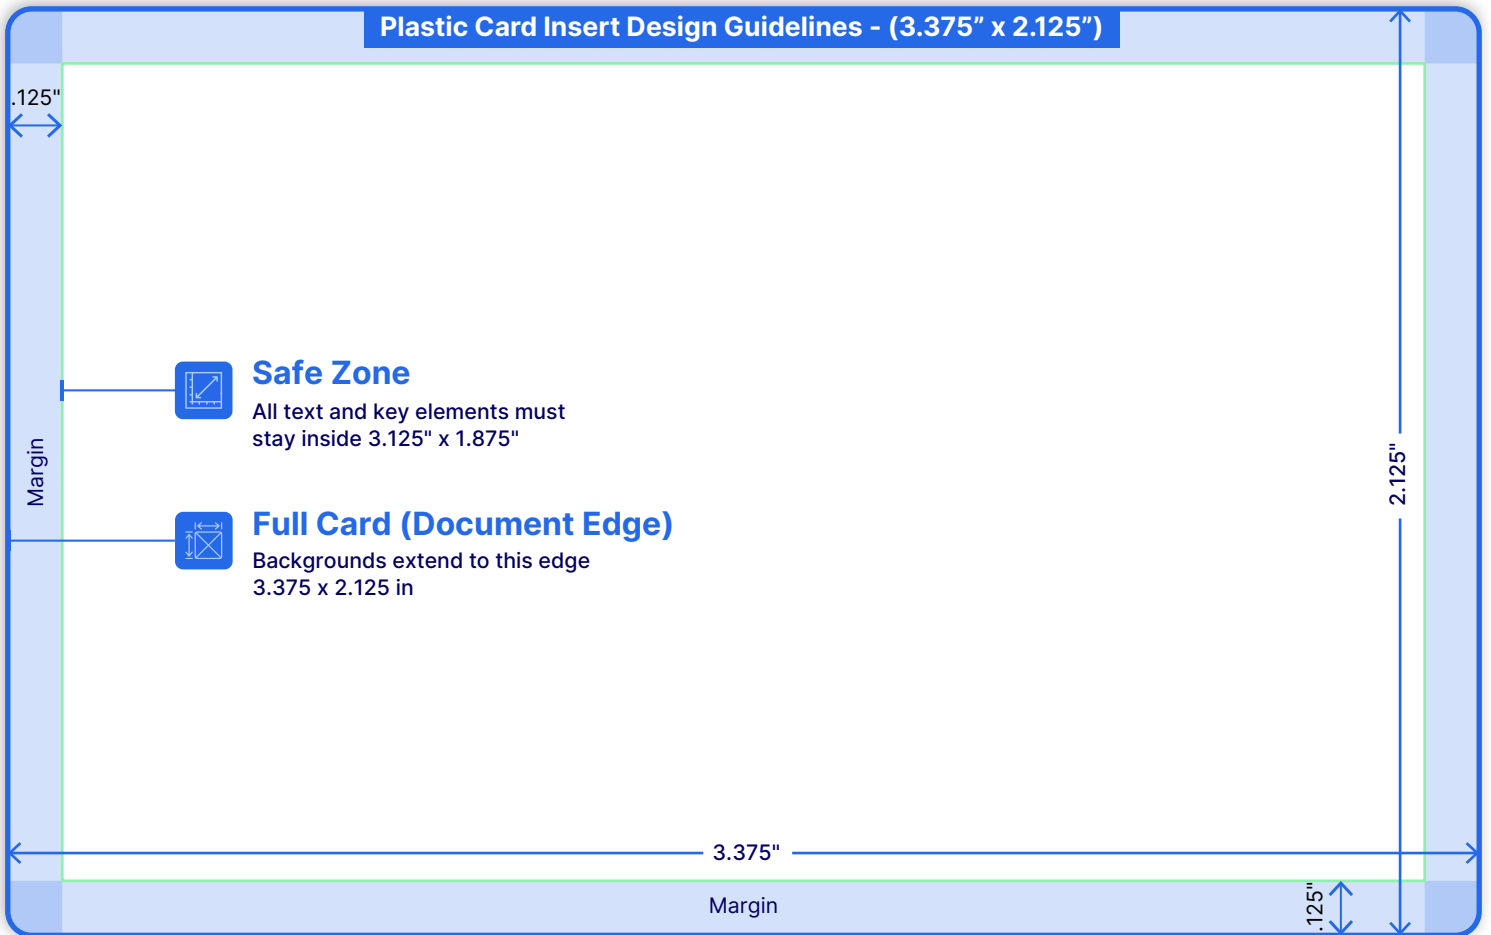 Plastic Card Insert Design Guidelines - (3.375” x 2.125”)
.125"
Safe Zone
All text and key elements must
stay inside 3.125" x 1.875"
Margin
2.125"
Full Card (Document Edge)
Backgrounds extend to this edge
3.375 x 2.125 in
3.375"
Margin
.125"